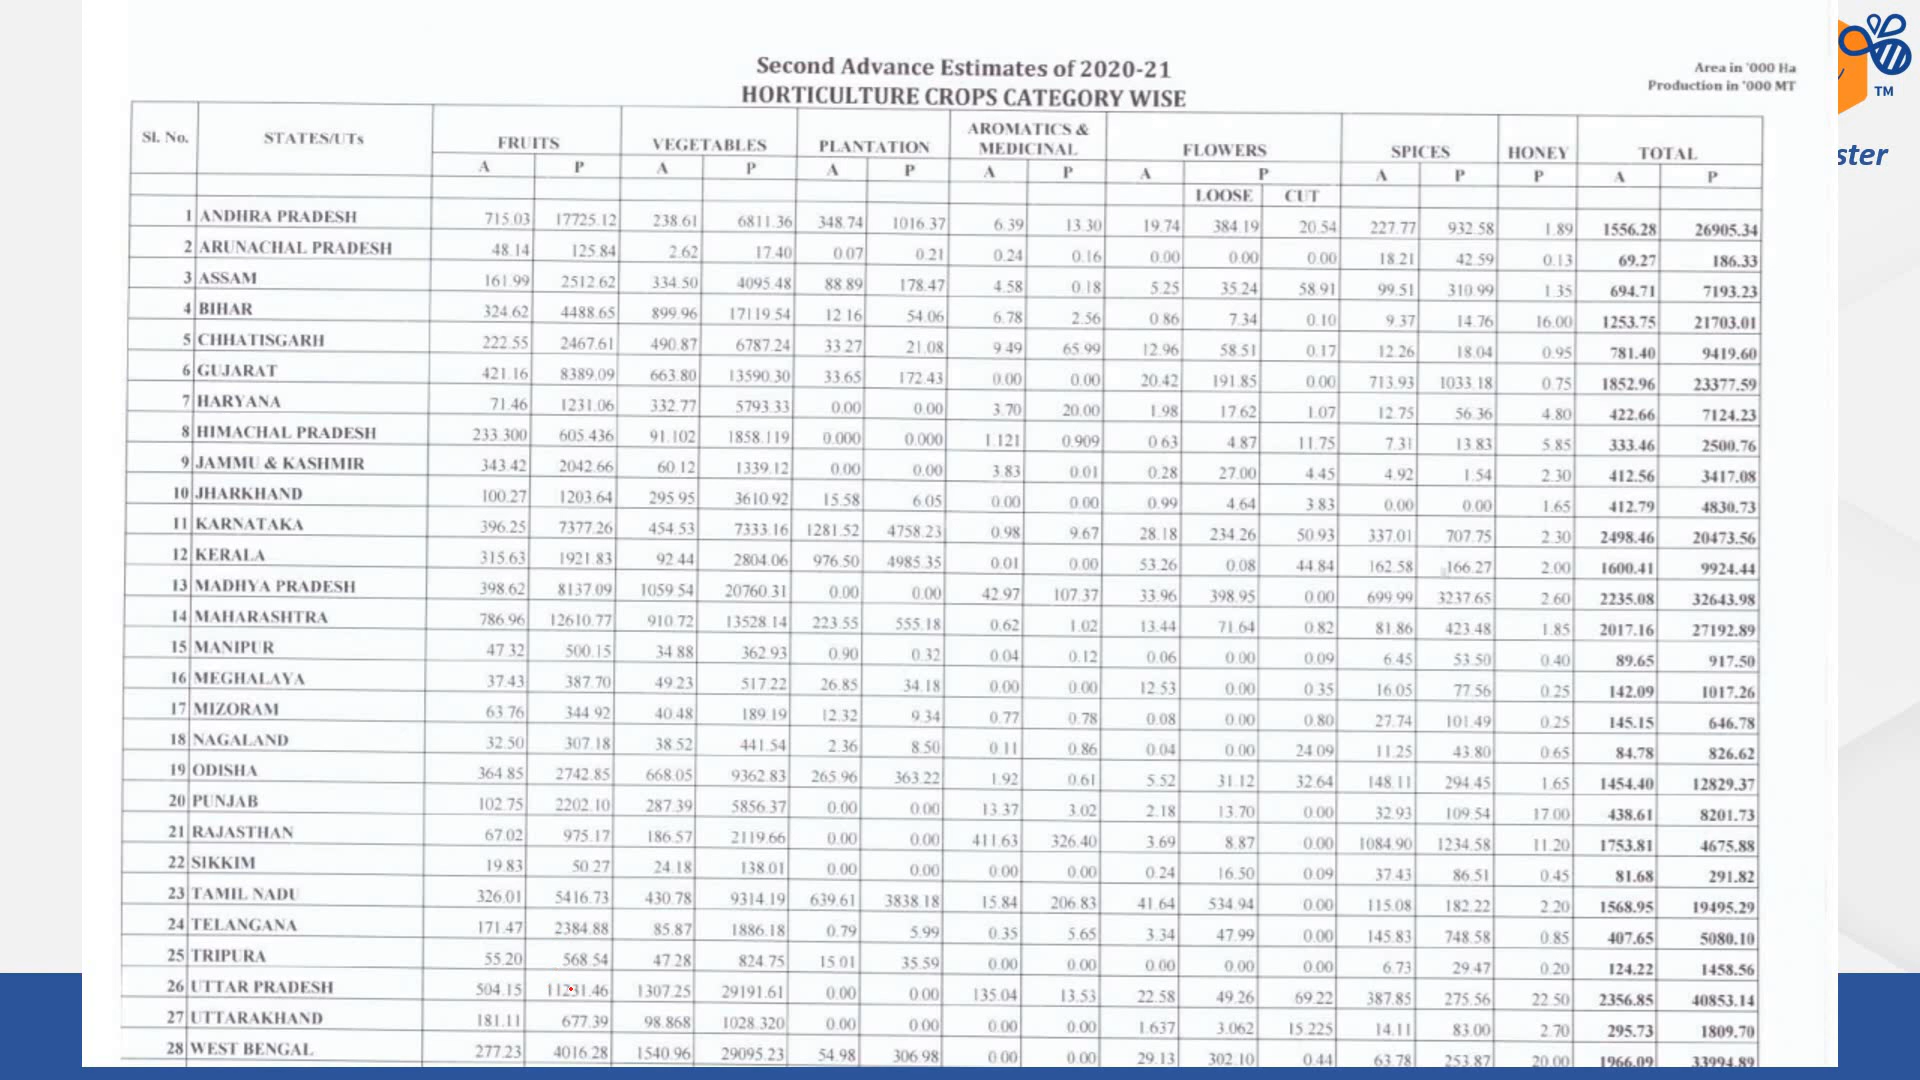 Second Advance Estimates of 2020-21
HORTICULTURE CROPS CATEGORY WISE
Area in '000 Ha
Production in '000 MT
TM
ster
Sl. No. STATES/UTs FRUITS VEGETABLES PLANTATION AROMATICS & MEDICINAL FLOWERS SPICES HONEY TOTAL
A P A P A P A P A P A P P A P
LOOSE CUT
1 ANDHRA PRADESH 715.03 17725.12 238.61 6811.36 348.74 1016.37 6.39 13.30 19.74 384.19 20.54 227.77 932.58 1.89 1556.28 26905.34
2 ARUNACHAL PRADESH 48.14 125.84 2.62 17.40 0.07 0.21 0.24 0.16 0.00 0.00 0.00 18.21 42.59 0.13 69.27 186.33
3 ASSAM 161.99 2512.62 334.50 4095.48 88.89 178.47 4.58 0.18 5.25 35.24 58.91 99.51 310.99 1.35 694.71 7193.23
4 BIHAR 324.62 4488.65 899.96 17119.54 12.16 54.06 6.78 2.56 0.86 7.34 0.10 9.37 14.76 16.00 1253.75 21703.01
5 CHHATISGARH 222.55 2467.61 490.87 6787.24 33.27 21.08 9.49 65.99 12.96 58.51 0.17 12.26 18.04 0.95 781.40 9419.60
6 GUJARAT 421.16 8389.09 663.80 13590.30 33.65 172.43 0.00 0.00 20.42 191.85 0.00 713.93 1033.18 0.75 1852.96 23377.59
7 HARYANA 71.46 1231.06 332.77 5793.33 0.00 0.00 3.70 20.00 1.98 17.62 1.07 12.75 56.36 4.80 422.66 7124.23
8 HIMACHAL PRADESH 233.300 605.436 91.102 1858.119 0.000 0.000 1.121 0.909 0.63 4.87 11.75 7.31 13.83 5.85 333.46 2500.76
9 JAMMU & KASHMIR 343.42 2042.66 60.12 1339.12 0.00 0.00 3.83 0.01 0.28 27.00 4.45 4.92 1.54 2.30 412.56 3417.08
10 JHARKHAND 100.27 1203.64 295.95 3610.92 15.58 6.05 0.00 0.00 0.99 4.64 3.83 0.00 0.00 1.65 412.79 4830.73
11 KARNATAKA 396.25 7377.26 454.53 7333.16 1281.52 4758.23 0.98 9.67 28.18 234.26 50.93 337.01 707.75 2.30 2498.46 20473.56
12 KERALA 315.63 1921.83 92.44 2804.06 976.50 4985.35 0.01 0.00 53.26 0.08 44.84 162.58 166.27 2.00 1600.41 9924.44
13 MADHYA PRADESH 398.62 8137.09 1059.54 20760.31 0.00 0.00 42.97 107.37 33.96 398.95 0.00 699.99 3237.65 2.60 2235.08 32643.98
14 MAHARASHTRA 786.96 12610.77 910.72 13528.14 223.55 555.18 0.62 1.02 13.44 71.64 0.82 81.86 423.48 1.85 2017.16 27192.89
15 MANIPUR 47.32 500.15 34.88 362.93 0.90 0.32 0.04 0.12 0.06 0.00 0.09 6.45 53.50 0.40 89.65 917.50
16 MEGHALAYA 37.43 387.70 49.23 517.22 26.85 34.18 0.00 0.00 12.53 0.00 0.35 16.05 77.56 0.25 142.09 1017.26
17 MIZORAM 63.76 344.92 40.48 189.19 12.32 9.34 0.77 0.78 0.08 0.00 0.80 27.74 101.49 0.25 145.15 646.78
18 NAGALAND 32.50 307.18 38.52 441.54 2.36 8.50 0.11 0.86 0.04 0.00 24.09 11.25 43.80 0.65 84.78 826.62
19 ODISHA 364.85 2742.85 668.05 9362.83 265.96 363.22 1.92 0.61 5.52 31.12 32.64 148.11 294.45 1.65 1454.40 12829.37
20 PUNJAB 102.75 2202.10 287.39 5856.37 0.00 0.00 13.37 3.02 2.18 13.70 0.00 32.93 109.54 17.00 438.61 8201.73
21 RAJASTHAN 67.02 975.17 186.57 2119.66 0.00 0.00 411.63 326.40 3.69 8.87 0.00 1084.90 1234.58 11.20 1753.81 4675.88
22 SIKKIM 19.83 50.27 24.18 138.01 0.00 0.00 0.00 0.00 0.24 16.50 0.09 37.43 86.51 0.45 81.68 291.82
23 TAMIL NADU 326.01 5416.73 430.78 9314.19 639.61 3838.18 15.84 206.83 41.64 534.94 0.00 115.08 182.22 2.20 1568.95 19495.29
24 TELANGANA 171.47 2384.88 85.87 1886.18 0.79 5.99 0.35 5.65 3.34 47.99 0.00 145.83 748.58 0.85 407.65 5080.10
25 TRIPURA 55.20 568.54 47.28 824.75 15.01 35.59 0.00 0.00 0.00 0.00 0.00 6.73 29.47 0.20 124.22 1458.56
26 UTTAR PRADESH 504.15 11231.46 1307.25 29191.61 0.00 0.00 135.04 13.53 22.58 49.26 69.22 387.85 275.56 22.50 2356.85 40853.14
27 UTTARAKHAND 181.11 677.39 98.868 1028.320 0.00 0.00 0.00 0.00 1.637 3.062 15.225 14.11 83.00 2.70 295.73 1809.70
28 WEST BENGAL 277.23 4016.28 1540.96 29095.23 54.98 306.98 0.00 0.00 29.13 302.10 0.44 63.78 253.87 20.00 1966.09 33994.89